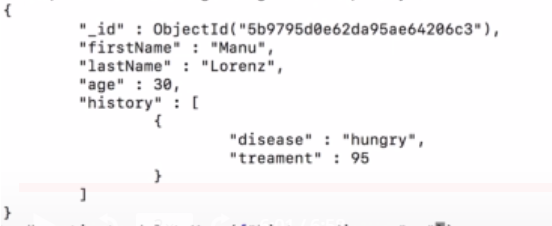 {
"_id" : ObjectId("5b9795d0e62da95ae64206c3"),
"firstName" : "Manu",
"lastName" : "Lorenz",
"age" : 30,
"history" : [
{
"disease" : "hungry",
"treament" : 95
}
]
}